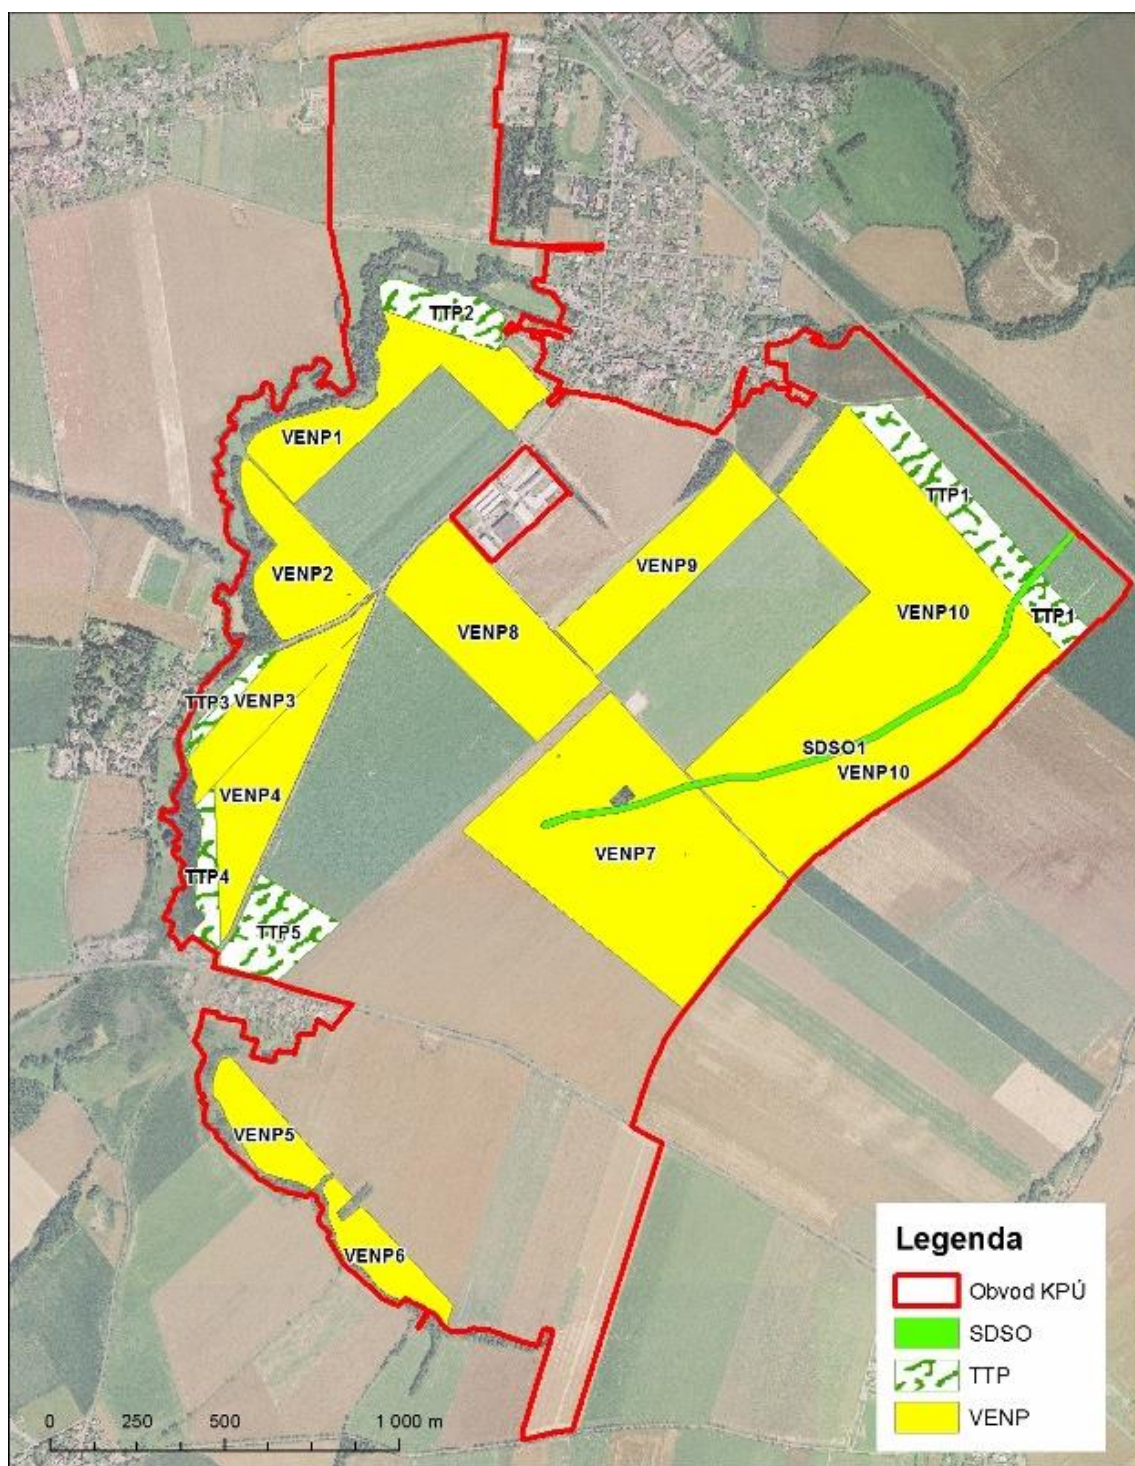 TTP2
VENP1
TTP1
VENP9
VENP2
VENP10
TTP1
VENP8
TTP3
VENP3
SDSO1
VENP10
VENP4
VENP7
TTP4
TTP5
VENP5
VENP6
Legenda
Obvod KPÚ
SDSO
TTP
VENP
0 250 500 1 000 m